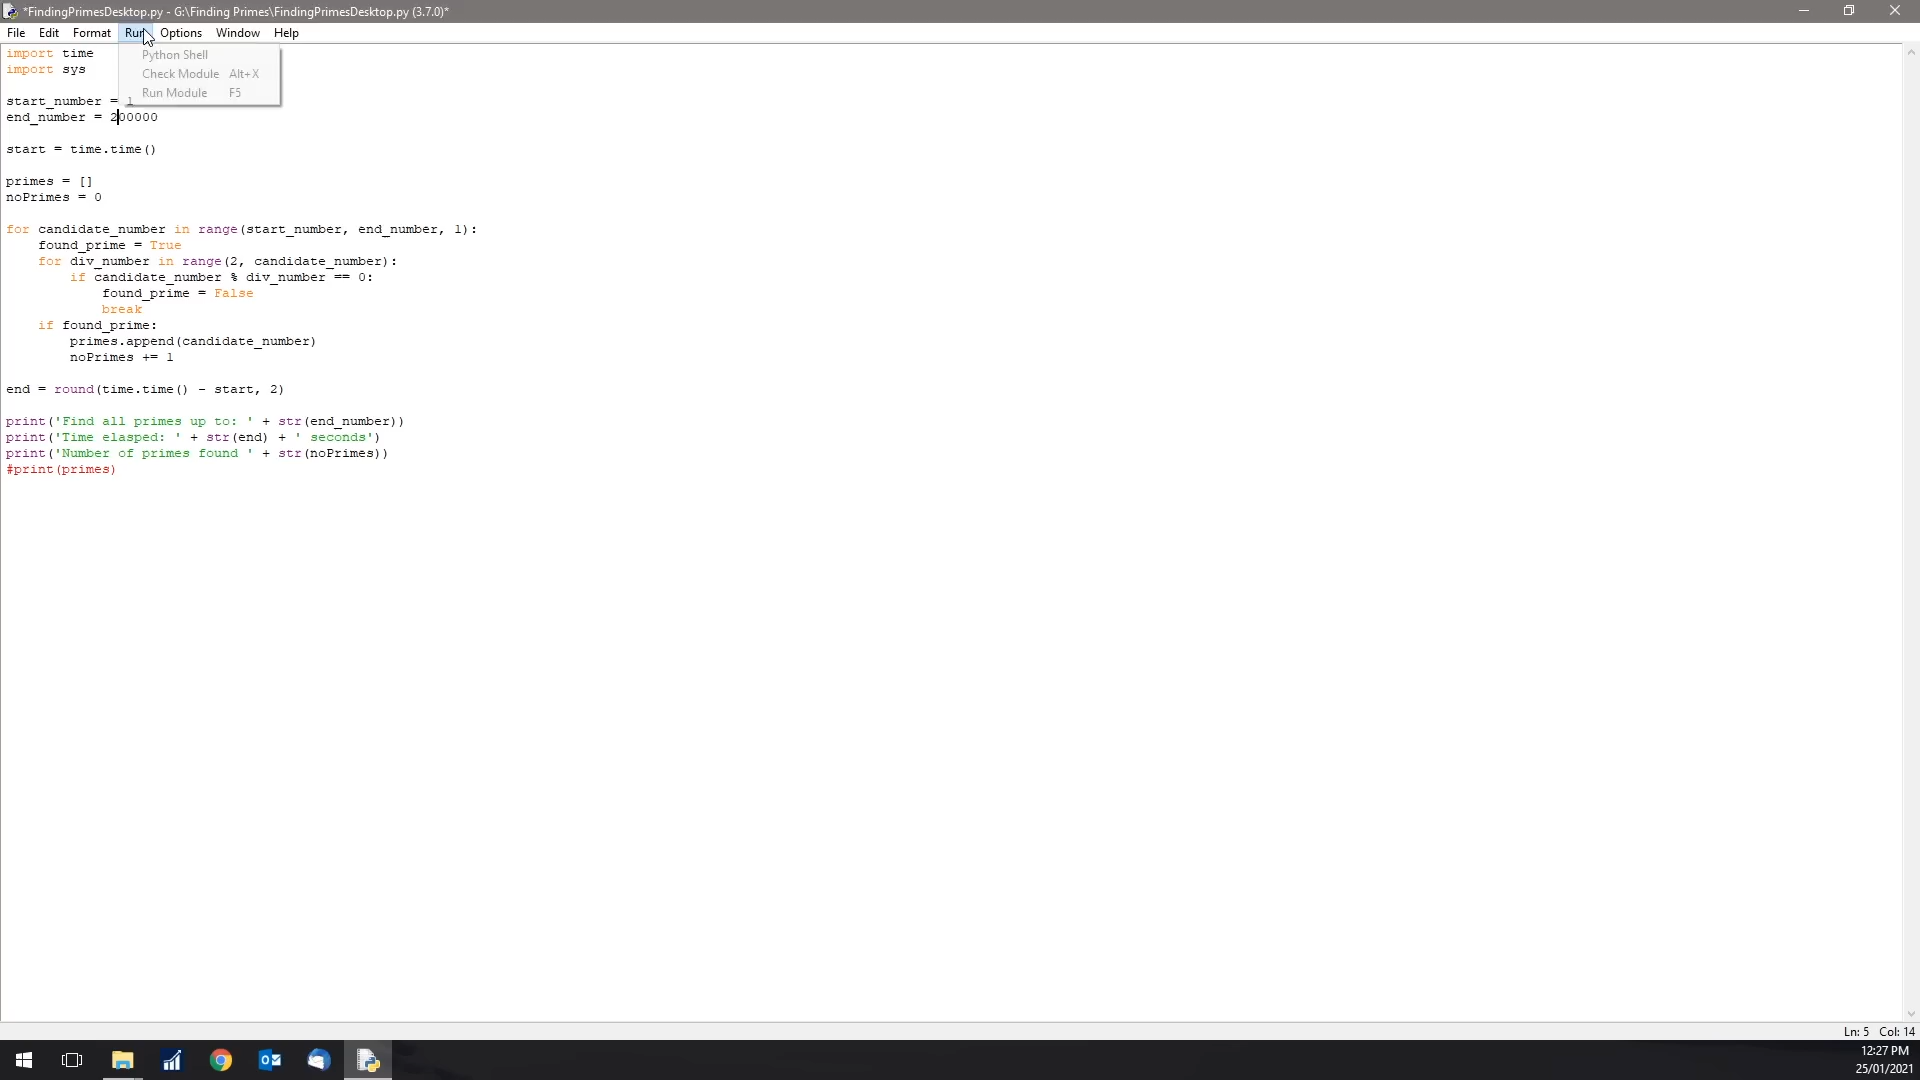 *FindingPrimesDesktop.py - G:\Finding Primes\FindingPrimesDesktop.py (3.7.0)*
File Edit Format Run Options Window Help
Python Shell
Check Module Alt+X
Run Module F5
import time
import sys
start_number = 1
end_number = 200000
start = time.time()
primes = []
noPrimes = 0
for candidate_number in range(start_number, end_number, 1):
    found_prime = True
    for div_number in range(2, candidate_number):
        if candidate_number % div_number == 0:
            found_prime = False
            break
    if found_prime:
        primes.append(candidate_number)
        noPrimes += 1
end = round(time.time() - start, 2)
print('Find all primes up to: ' + str(end_number))
print('Time elasped: ' + str(end) + ' seconds')
print('Number of primes found ' + str(noPrimes))
#print(primes)
Ln: 5 Col: 14
12:27 PM
25/01/2021